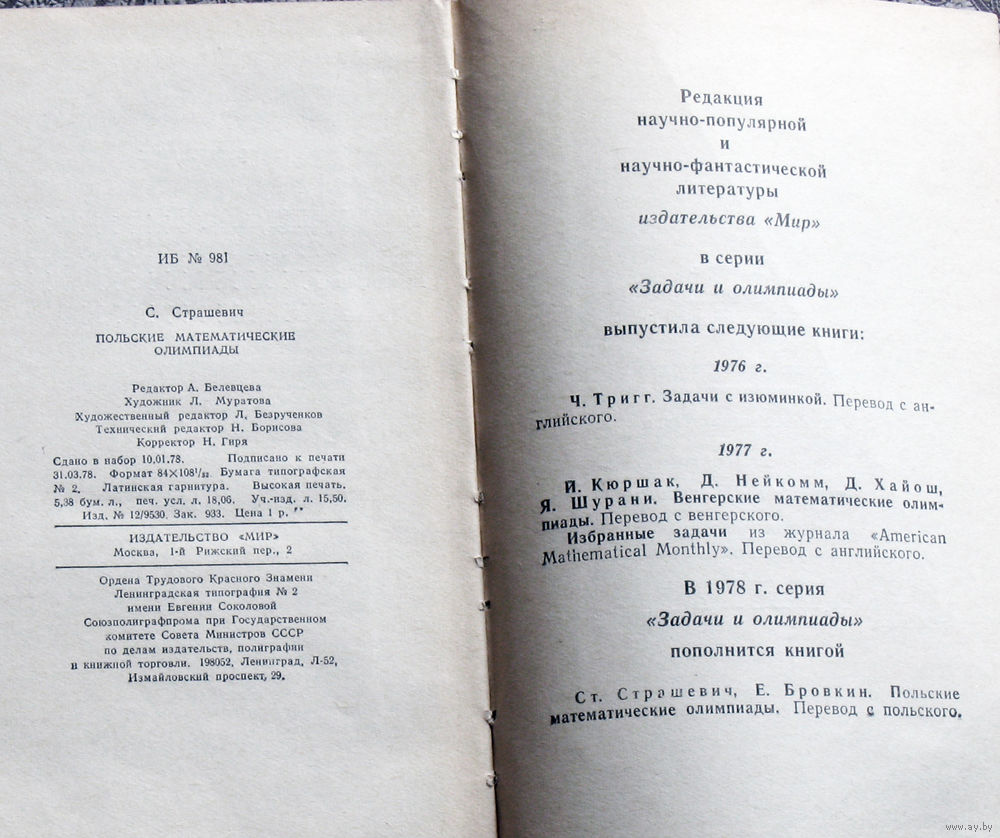 ИБ № 981
С. Страшевич
ПОЛЬСКИЕ МАТЕМАТИЧЕСКИЕ
ОЛИМПИАДЫ
Редактор А. Белевцева
Художник Л. Муратова
Художественный редактор Л. Безрученков
Технический редактор Н. Борисова
Корректор Н. Гиря
Сдано в набор 10.01.78. Подписано к печати
31.03.78. Формат 84×108¹/₃₂. Бумага типографская
№ 2. Латинская гарнитура. Высокая печать.
5,38 бум. л., печ. усл. л. 18,06. Уч.-изд. л. 15,50.
Изд. № 12/9530. Зак. 933. Цена 1 р.
ИЗДАТЕЛЬСТВО «МИР»
Москва, 1-й Рижский пер., 2
Ордена Трудового Красного Знамени
Ленинградская типография № 2
имени Евгении Соколовой
Союзполиграфпрома при Государственном
комитете Совета Министров СССР
по делам издательств, полиграфии
и книжной торговли. 198052, Ленинград, Л-52,
Измайловский проспект, 29.
Редакция
научно-популярной
и
научно-фантастической
литературы
издательства «Мир»
в серии
«Задачи и олимпиады»
выпустила следующие книги:
1976 г.
Ч. Тригг. Задачи с изюминкой. Перевод с ан-
глийского.
1977 г.
Й. Кюршак, Д. Нейкомм, Д. Хайош,
Я. Шурани. Венгерские математические олим-
пиады. Перевод с венгерского.
Избранные задачи из журнала «American
Mathematical Monthly». Перевод с английского.
В 1978 г. серия
«Задачи и олимпиады»
пополнится книгой
Ст. Страшевич, Е. Бровкин. Польские
математические олимпиады. Перевод с польского.
www.ay.by